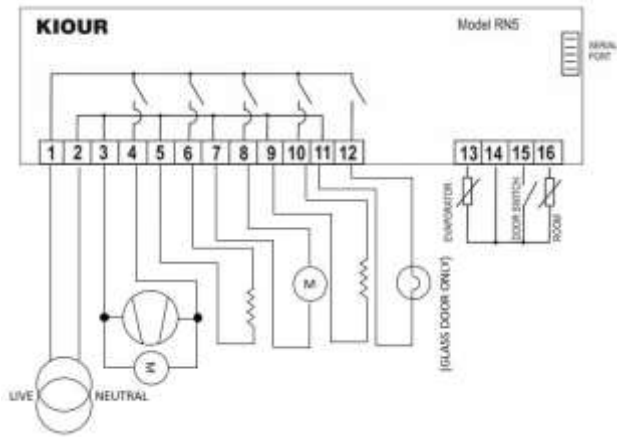 KIOUR
Model RN5
SERIAL
PORT
1 2 3 4 5 6 7 8 9 10 11 12
13 14 15 16
EVAPORATOR
DOOR SWITCH
ROOM
M
M
(GLASS DOOR ONLY)
LIVE
NEUTRAL